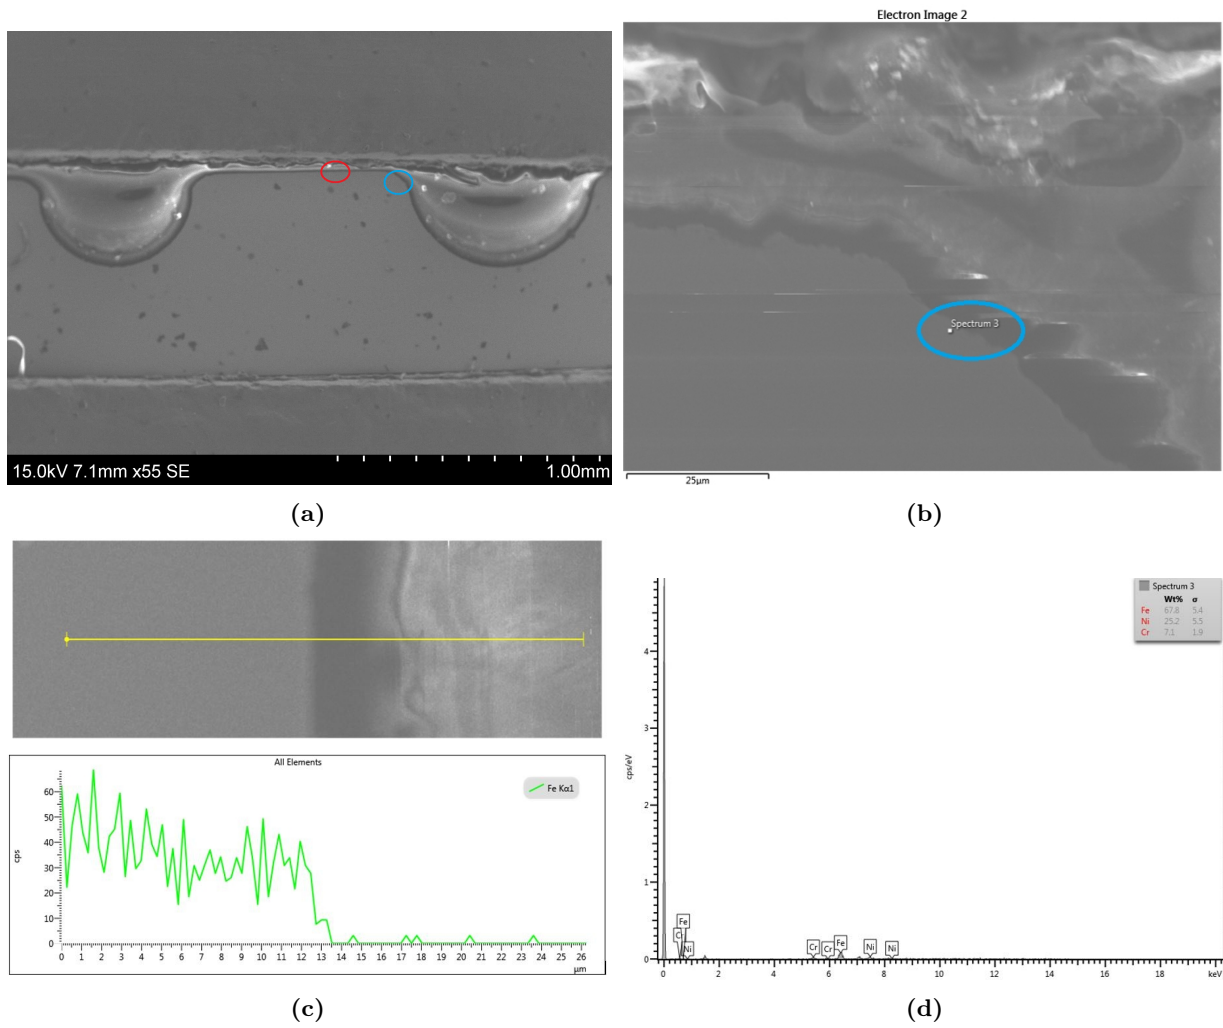 Electron Image 2
15.0kV 7.1mm x55 SE
1.00mm
Spectrum 3
25µm
(a)
(b)
All Elements
Fe Kα1
cps
60
50
40
30
20
10
0
0 1 2 3 4 5 6 7 8 9 10 11 12 13 14 15 16 17 18 19 20 21 22 23 24 25 26
µm
Spectrum 3
Wt% σ
Fe 67.8 5.4
Ni 25.2 5.5
Cr 7.1 1.9
cps/eV
4
3
2
1
0
Fe
Ni
Cr
Cr
Fe
Ni
Ni
0 2 4 6 8 10 12 14 16 18 keV
(c)
(d)